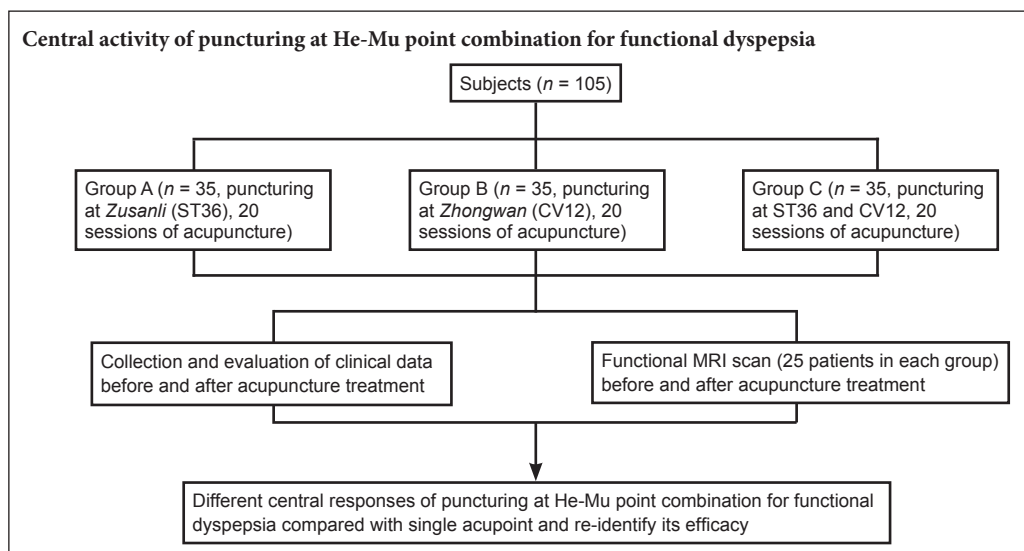 Central activity of puncturing at He-Mu point combination for functional dyspepsia
Subjects (n = 105)
Group A (n = 35, puncturing
at Zusanli (ST36), 20
sessions of acupuncture)
Group B (n = 35, puncturing
at Zhongwan (CV12), 20
sessions of acupuncture)
Group C (n = 35, puncturing
at ST36 and CV12, 20
sessions of acupuncture)
Collection and evaluation of clinical data
before and after acupuncture treatment
Functional MRI scan (25 patients in each group)
before and after acupuncture treatment
Different central responses of puncturing at He-Mu point combination for functional
dyspepsia compared with single acupoint and re-identify its efficacy